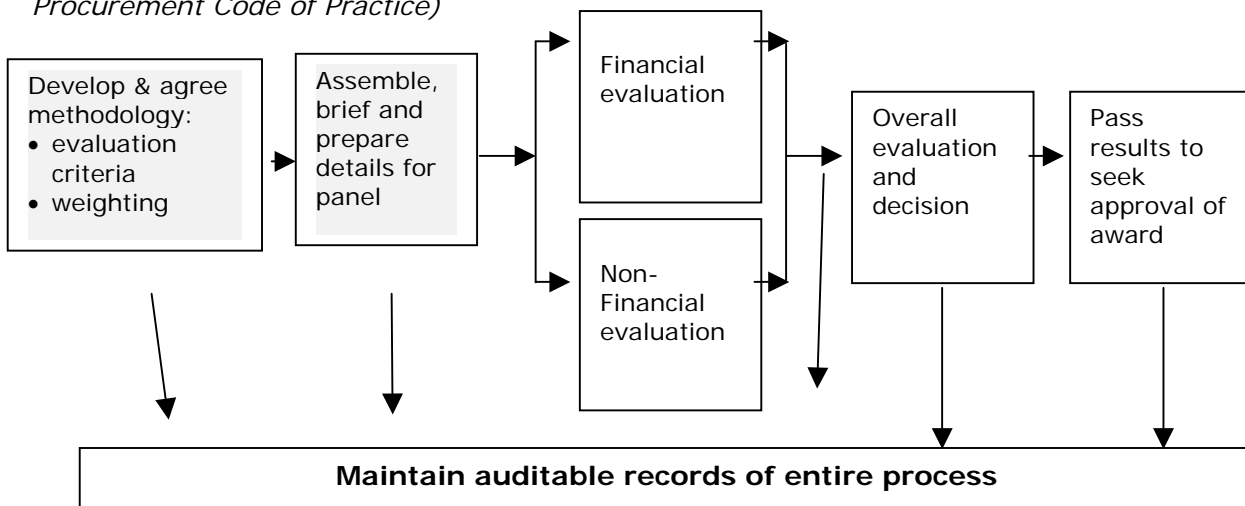 Procurement Code of Practice)
Develop & agree
methodology:
• evaluation
criteria
• weighting
Assemble,
brief and
prepare
details for
panel
Financial
evaluation
Non-
Financial
evaluation
Overall
evaluation
and
decision
Pass
results to
seek
approval of
award
Maintain auditable records of entire process